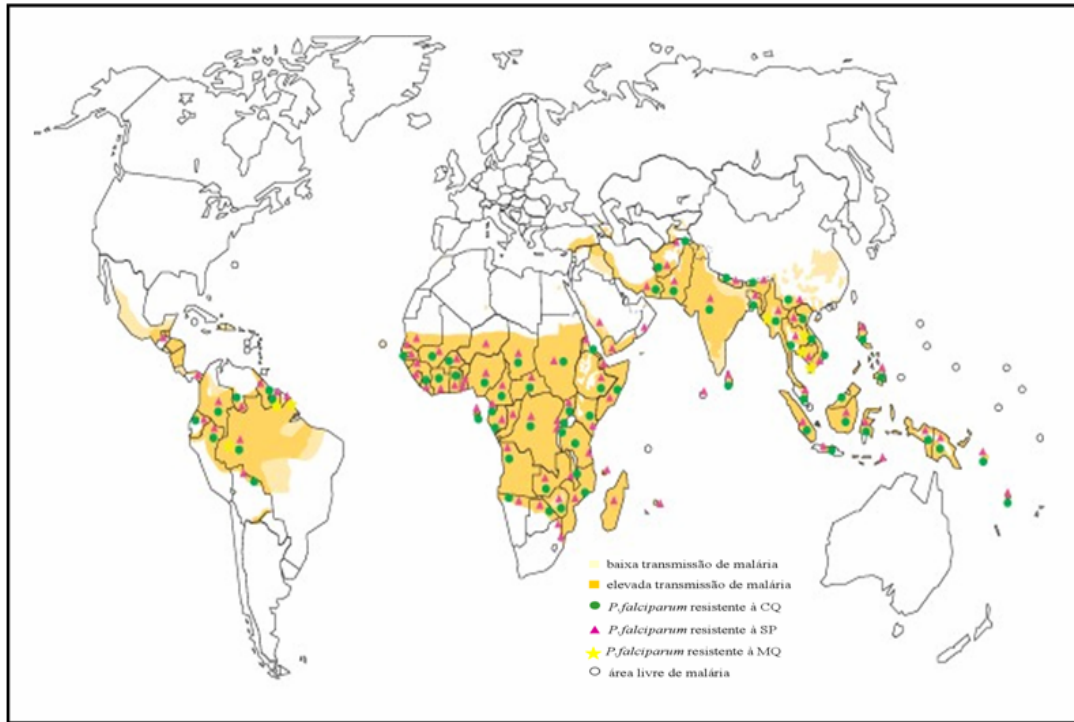 baixa transmissão de malária
elevada transmissão de malária
P.falciparum resistente à CQ
P.falciparum resistente à SP
P.falciparum resistente à MQ
área livre de malária